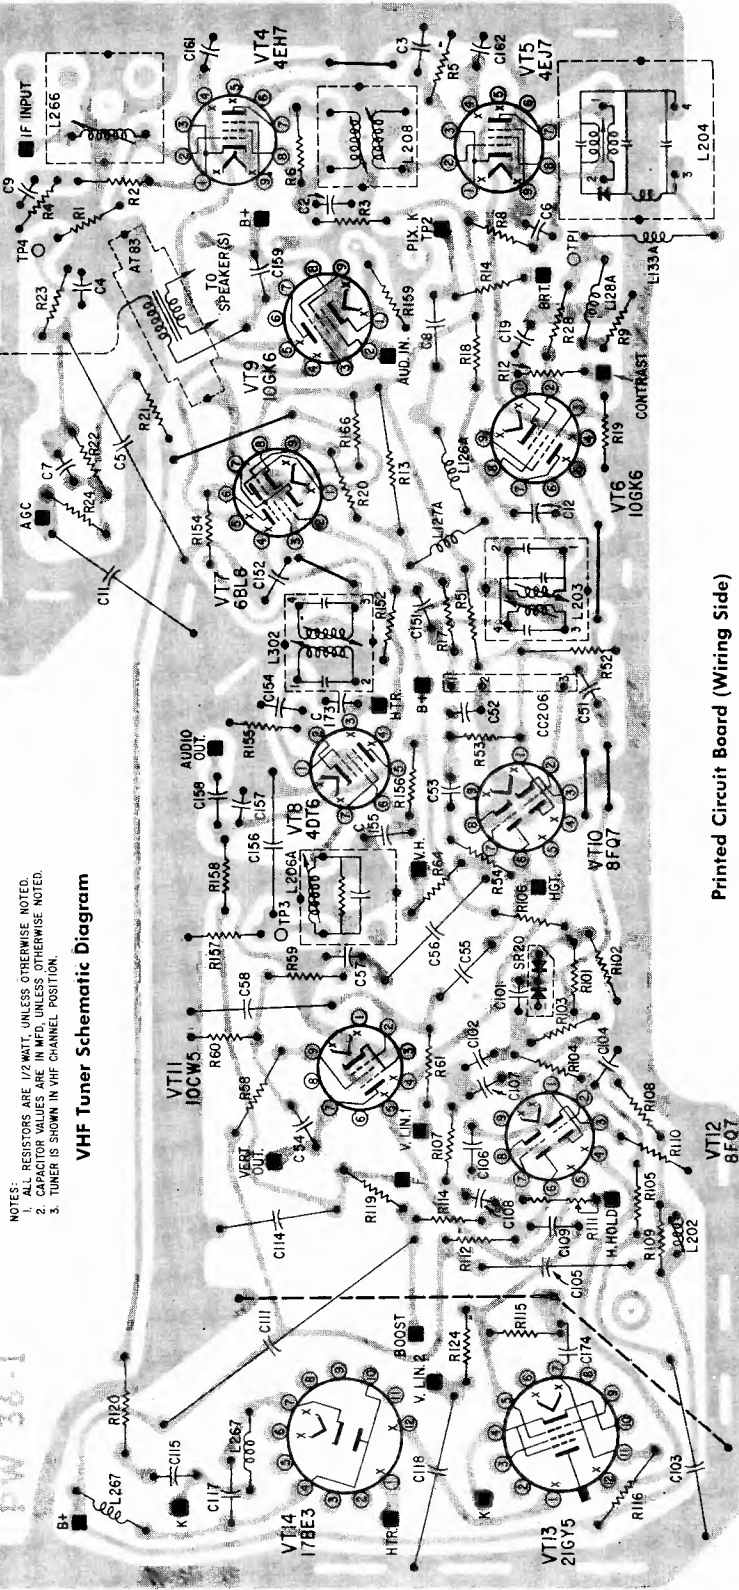 NOTES:
1. ALL RESISTORS ARE 1/2 WATT, UNLESS OTHERWISE NOTED.
2. CAPACITOR VALUES ARE IN MFD, UNLESS OTHERWISE NOTED.
3. TUNER IS SHOWN IN VHF CHANNEL POSITION.
VHF Tuner Schematic Diagram
Printed Circuit Board (Wiring Side)
IF INPUT
L266
C161
VT4
4EH7
C3
R5
C162
VT5
4EJ7
C9
R4
R1
R2
R6
L208
L204
TP4
AT83
B+
C2
R3
PIX. K
TP2
R8
C6
TP1
L133A
R23
C4
TO
SPEAKER(S)
C159
R159
R14
BRT.
L128A
VT9
10GK6
AUD. IN.
C8
R18
C19
R28
R9
R12
CONTRAST
R21
R22
C7
C5
R24
AGC
R166
R13
R20
L126A
R19
VT6
10GK6
R154
VT7
6BL8
C152
L127A
C12
C11
L302
R152
C151
R17
R51
L203
C154
C
173
HTR.
B+
R52
C51
C52
CC206
R155
AUDIO
OUT.
R53
C158
C157
C156
VT8
4DT6
R156
C53
C
155
VT10
8FQ7
R158
L206A
V.H.
R64
R54
R106
HGT.
R157
TP3
R59
C57
C56
C55
SR20
C101
R101
R102
C58
R103
VT11
10CW5
R60
R58
R61
C102
R104
C104
C107
C54
V. LIN. 1
R107
C106
R108
R110
VT12
8FQ7
VERT
OUT.
F
R119
R114
C108
R111
H. HOLD
R105
R109
L202
C114
R112
C109
C105
C111
BOOST
R124
R115
C174
V. LIN. 2
R120
L267
C115
L267
C117
K
B+
VT14
17BE3
HTR.
C118
K
VT13
21GY5
R116
C103